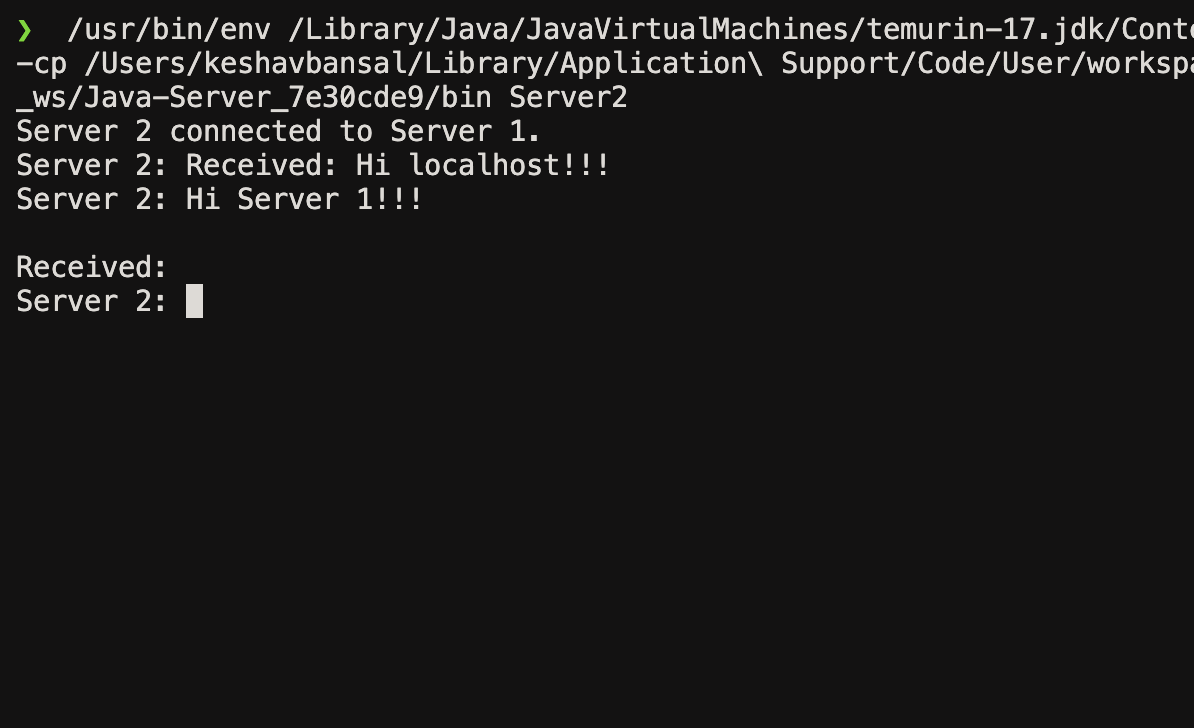 ❯ /usr/bin/env /Library/Java/JavaVirtualMachines/temurin-17.jdk/Conte
-cp /Users/keshavbansal/Library/Application\ Support/Code/User/workspa
_ws/Java-Server_7e30cde9/bin Server2
Server 2 connected to Server 1.
Server 2: Received: Hi localhost!!!
Server 2: Hi Server 1!!!
Received:
Server 2: